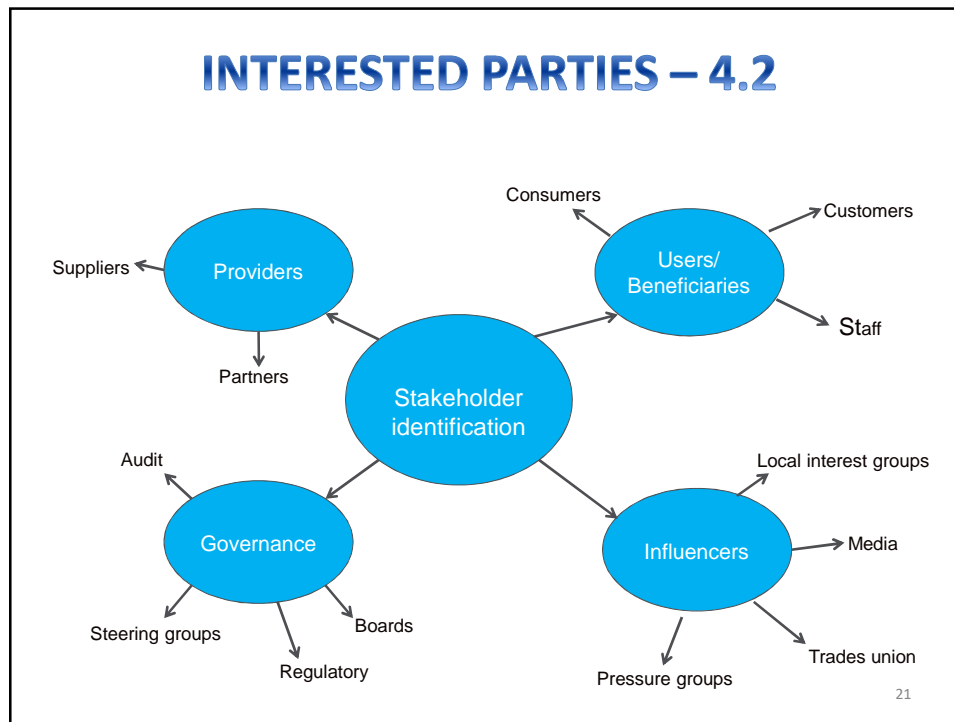 INTERESTED PARTIES – 4.2
Consumers
Customers
Suppliers
Providers
Users/
Beneficiaries
Staff
Partners
Stakeholder
identification
Audit
Local interest groups
Governance
Influencers
Media
Steering groups
Boards
Regulatory
Trades union
Pressure groups
21